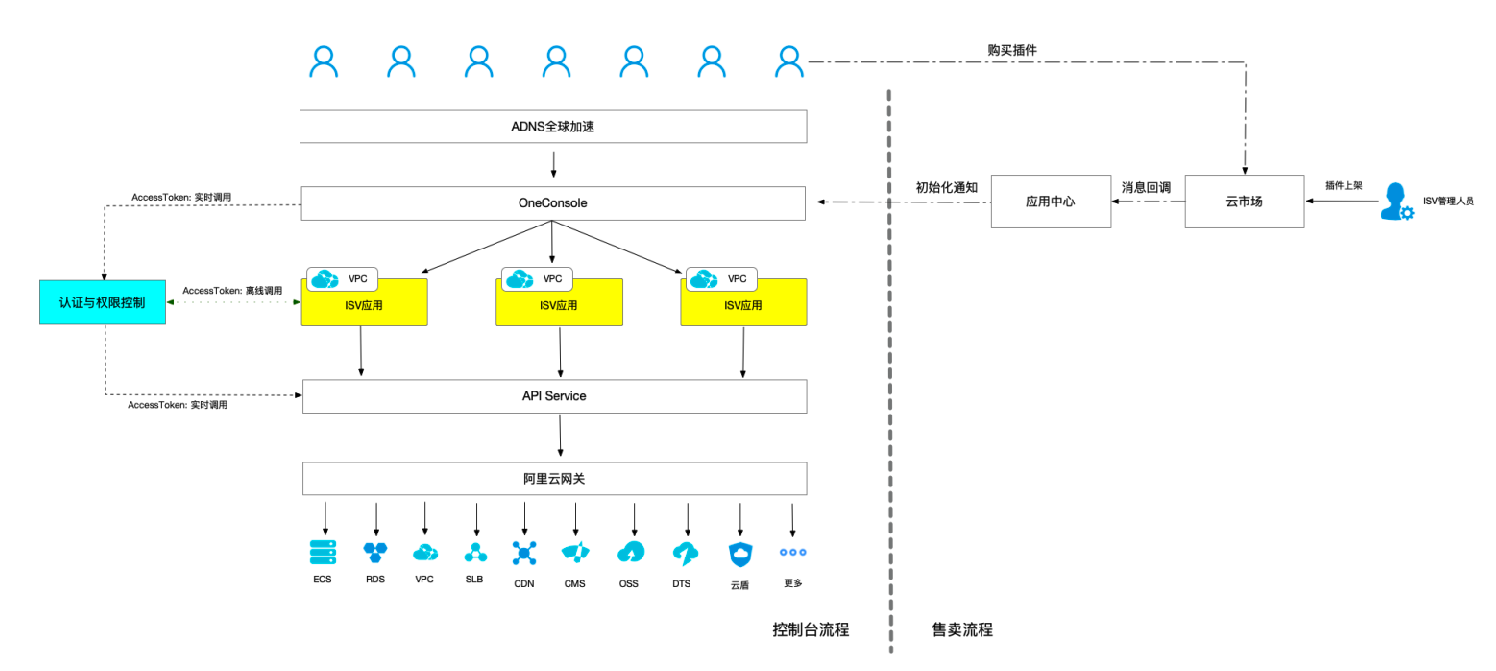 购买插件
ADNS全球加速
AccessToken: 实时调用
OneConsole
初始化通知
应用中心
消息回调
云市场
插件上架
ISV管理人员
VPC
VPC
VPC
认证与权限控制
AccessToken: 离线调用
ISV应用
ISV应用
ISV应用
API Service
AccessToken: 实时调用
阿里云网关
ECS
RDS
VPC
SLB
CDN
CMS
OSS
DTS
云盾
更多
控制台流程
售卖流程